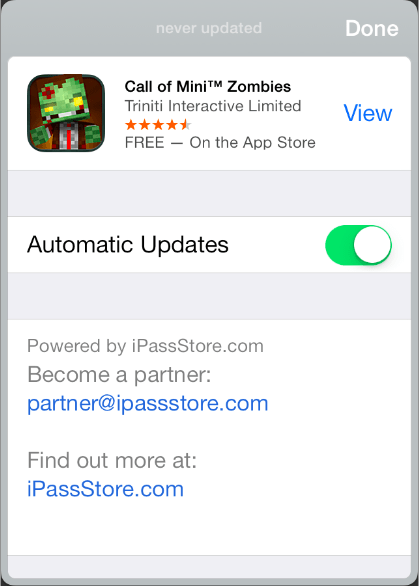 never updated
Done
Call of Mini™ Zombies
Triniti Interactive Limited
View
FREE — On the App Store
Automatic Updates
Powered by iPassStore.com
Become a partner:
partner@ipassstore.com
Find out more at:
iPassStore.com